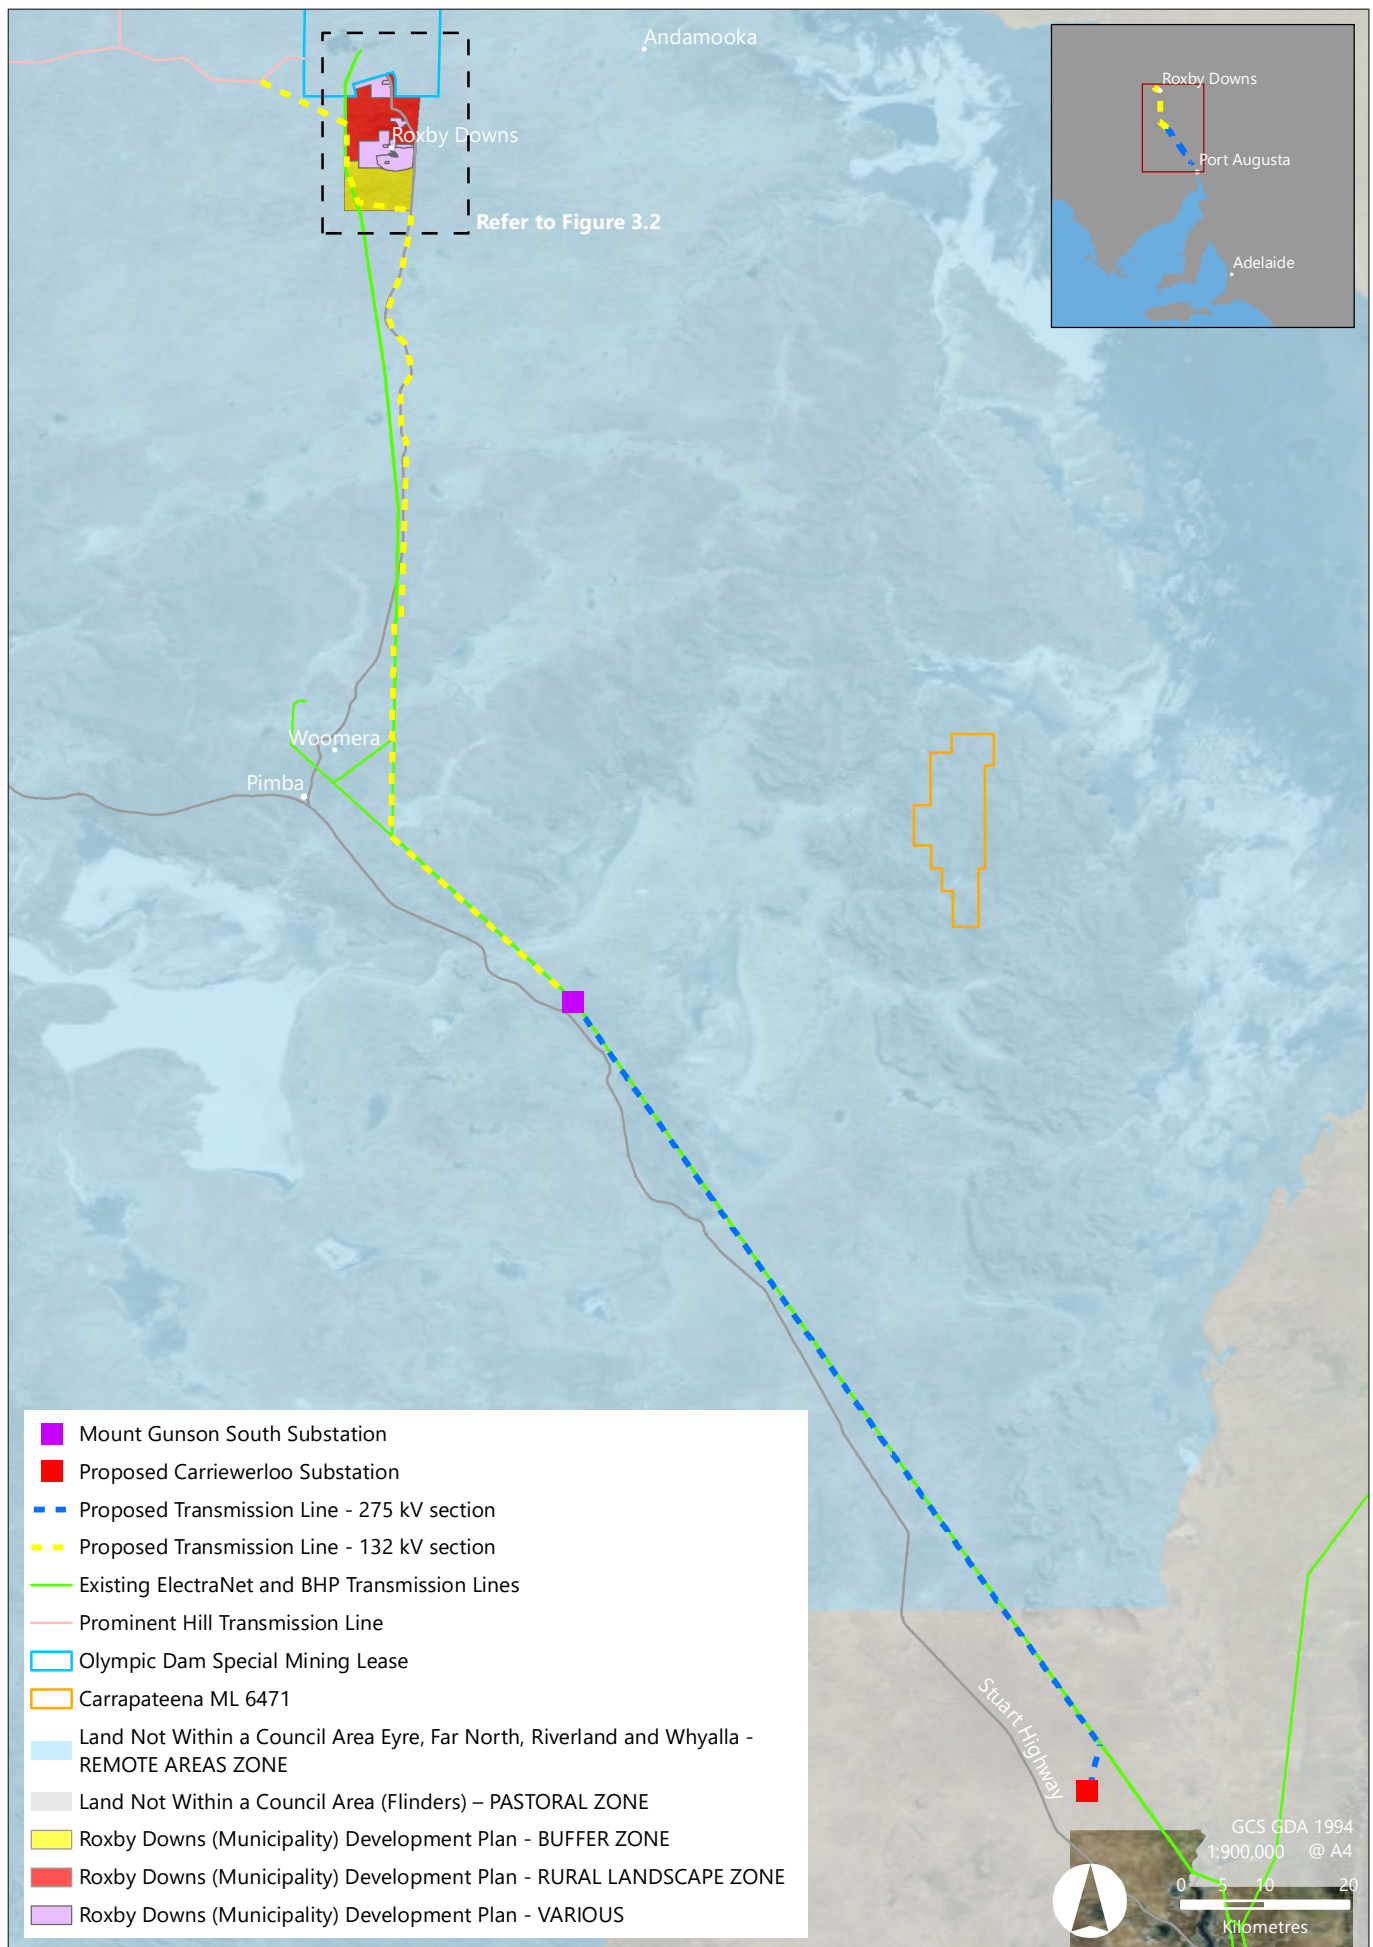 Andamooka
Roxby Downs
Refer to Figure 3.2
Roxby Downs
Port Augusta
Adelaide
Woomera
Pimba
Stuart Highway
Mount Gunson South Substation
Proposed Carriewerloo Substation
Proposed Transmission Line - 275 kV section
Proposed Transmission Line - 132 kV section
Existing ElectraNet and BHP Transmission Lines
Prominent Hill Transmission Line
Olympic Dam Special Mining Lease
Carrapateena ML 6471
Land Not Within a Council Area Eyre, Far North, Riverland and Whyalla -
REMOTE AREAS ZONE
Land Not Within a Council Area (Flinders) – PASTORAL ZONE
Roxby Downs (Municipality) Development Plan - BUFFER ZONE
Roxby Downs (Municipality) Development Plan - RURAL LANDSCAPE ZONE
Roxby Downs (Municipality) Development Plan - VARIOUS
GCS GDA 1994
1:900,000 @ A4
0 5 10 20
Kilometres